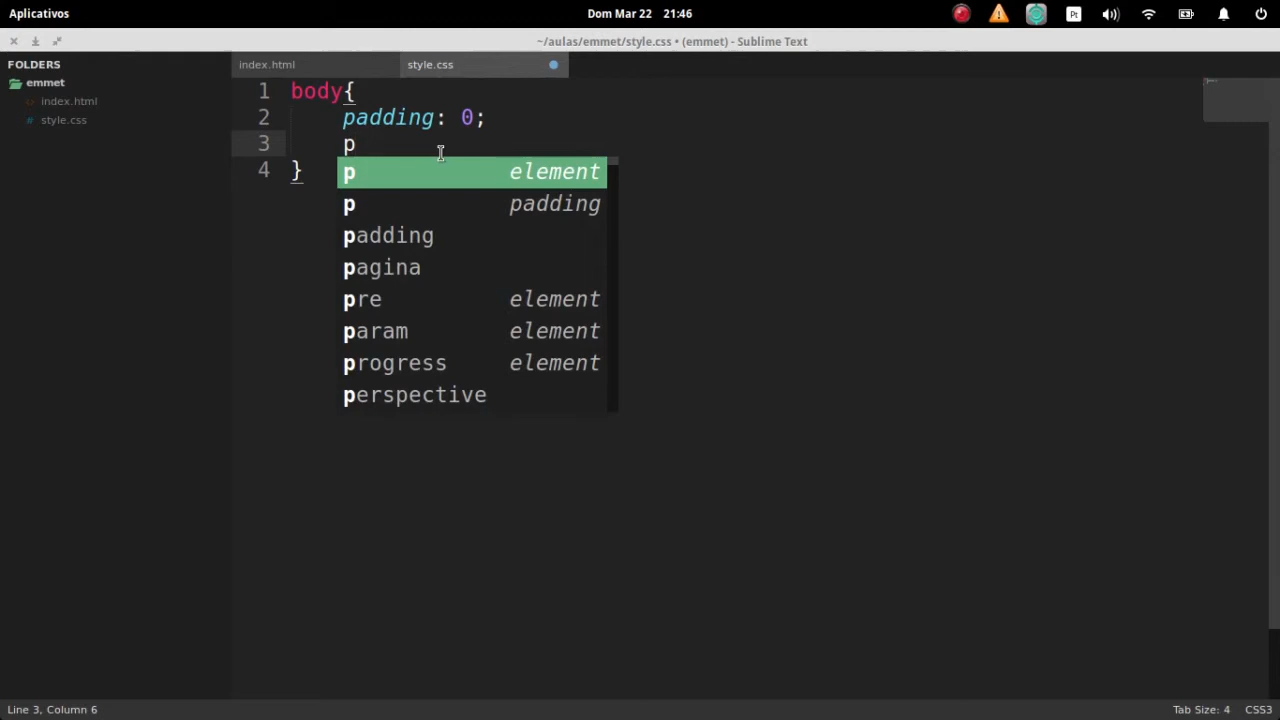 Aplicativos
Dom Mar 22 21:46
Pt
~/aulas/emmet/style.css • (emmet) - Sublime Text
FOLDERS
emmet
index.html
style.css
index.html
style.css
1 body{
2 padding: 0;
3 p
4 }
p element
p padding
padding
pagina
pre element
param element
progress element
perspective
Line 3, Column 6
Tab Size: 4
CSS3